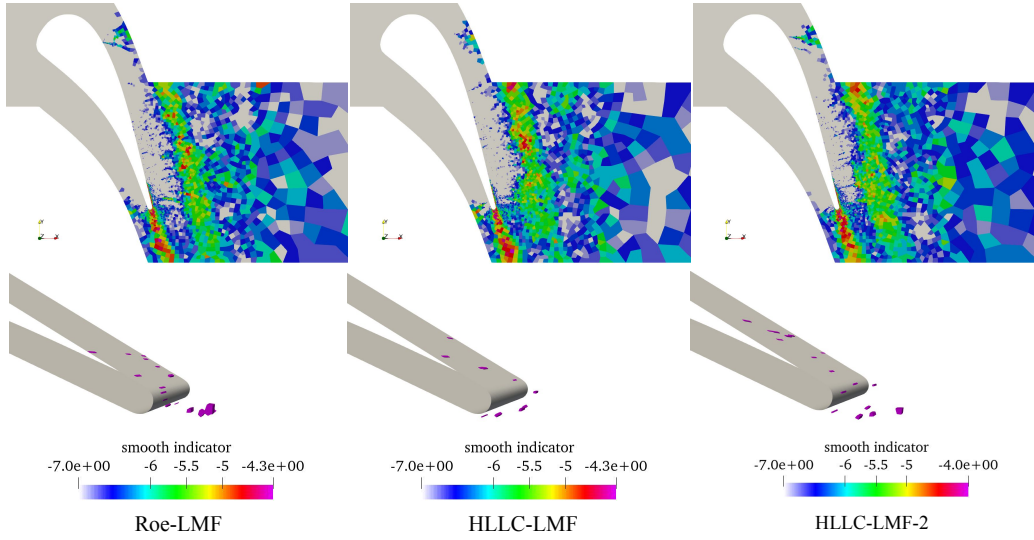 smooth indicator
-7.0e+00 -6 -5.5 -5 -4.3e+00
Roe-LMF
smooth indicator
-7.0e+00 -6 -5.5 -5 -4.3e+00
HLLC-LMF
smooth indicator
-7.0e+00 -6 -5.5 -5 -4.0e+00
HLLC-LMF-2